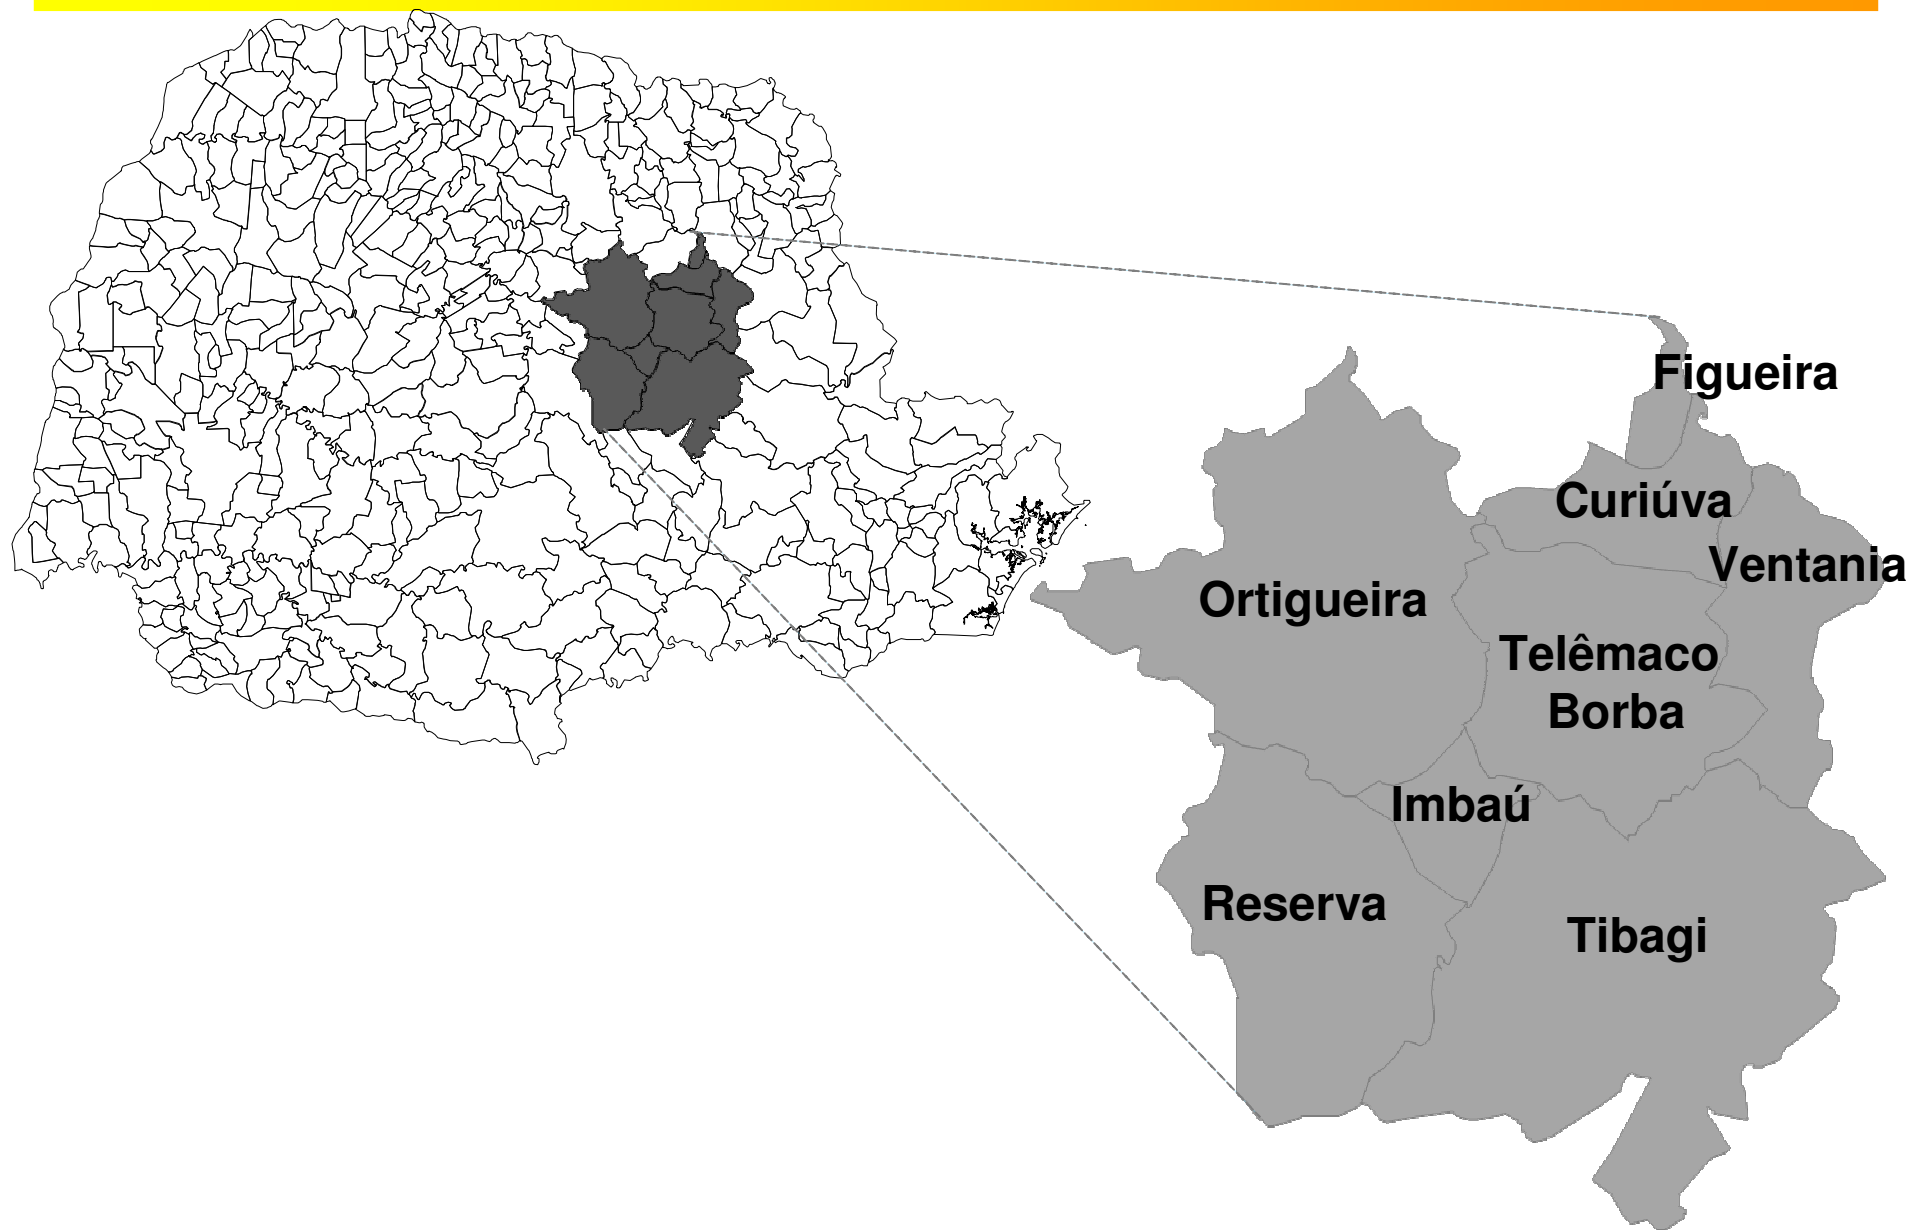 Figueira
Curiúva
Ventania
Ortigueira
Telêmaco
Borba
Imbaú
Reserva
Tibagi